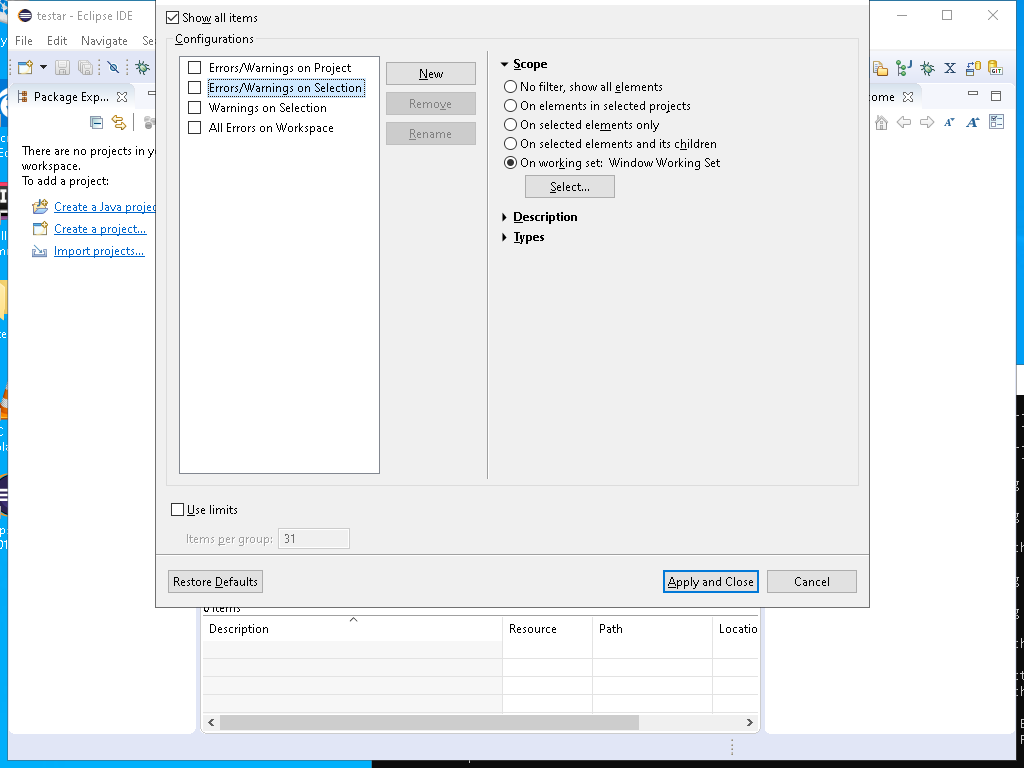 testar - Eclipse IDE
File Edit Navigate Se
Show all items
Configurations
Errors/Warnings on Project
Errors/Warnings on Selection
Warnings on Selection
All Errors on Workspace
New
Remove
Rename
Scope
No filter, show all elements
On elements in selected projects
On selected elements only
On selected elements and its children
On working set: Window Working Set
Select...
Description
Types
Use limits
Items per group: 31
Restore Defaults
Apply and Close
Cancel
Package Exp...
There are no projects in y
workspace.
To add a project:
Create a Java projec
Create a project...
Import projects...
ome
GIT
0 items
Description Resource Path Locatio